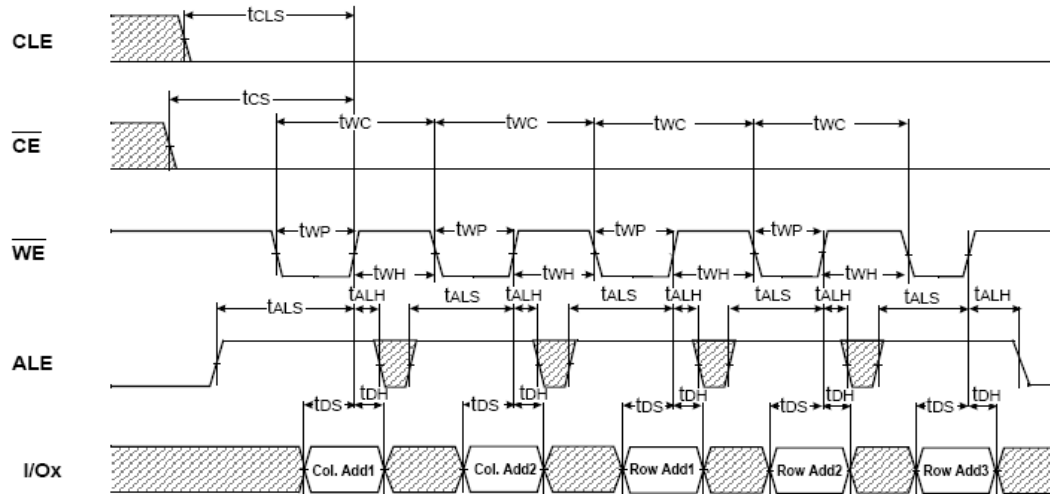 CLE
tCLS
CE
tCS
tWC tWC tWC tWC
WE
tWP tWP tWP tWP
tWH tWH tWH tWH
ALE
tALS tALH tALS tALH tALS tALH tALS tALH tALS tALH
I/Ox
tDS tDH tDS tDH tDS tDH tDS tDH tDS tDH
Col. Add1 Col. Add2 Row Add1 Row Add2 Row Add3